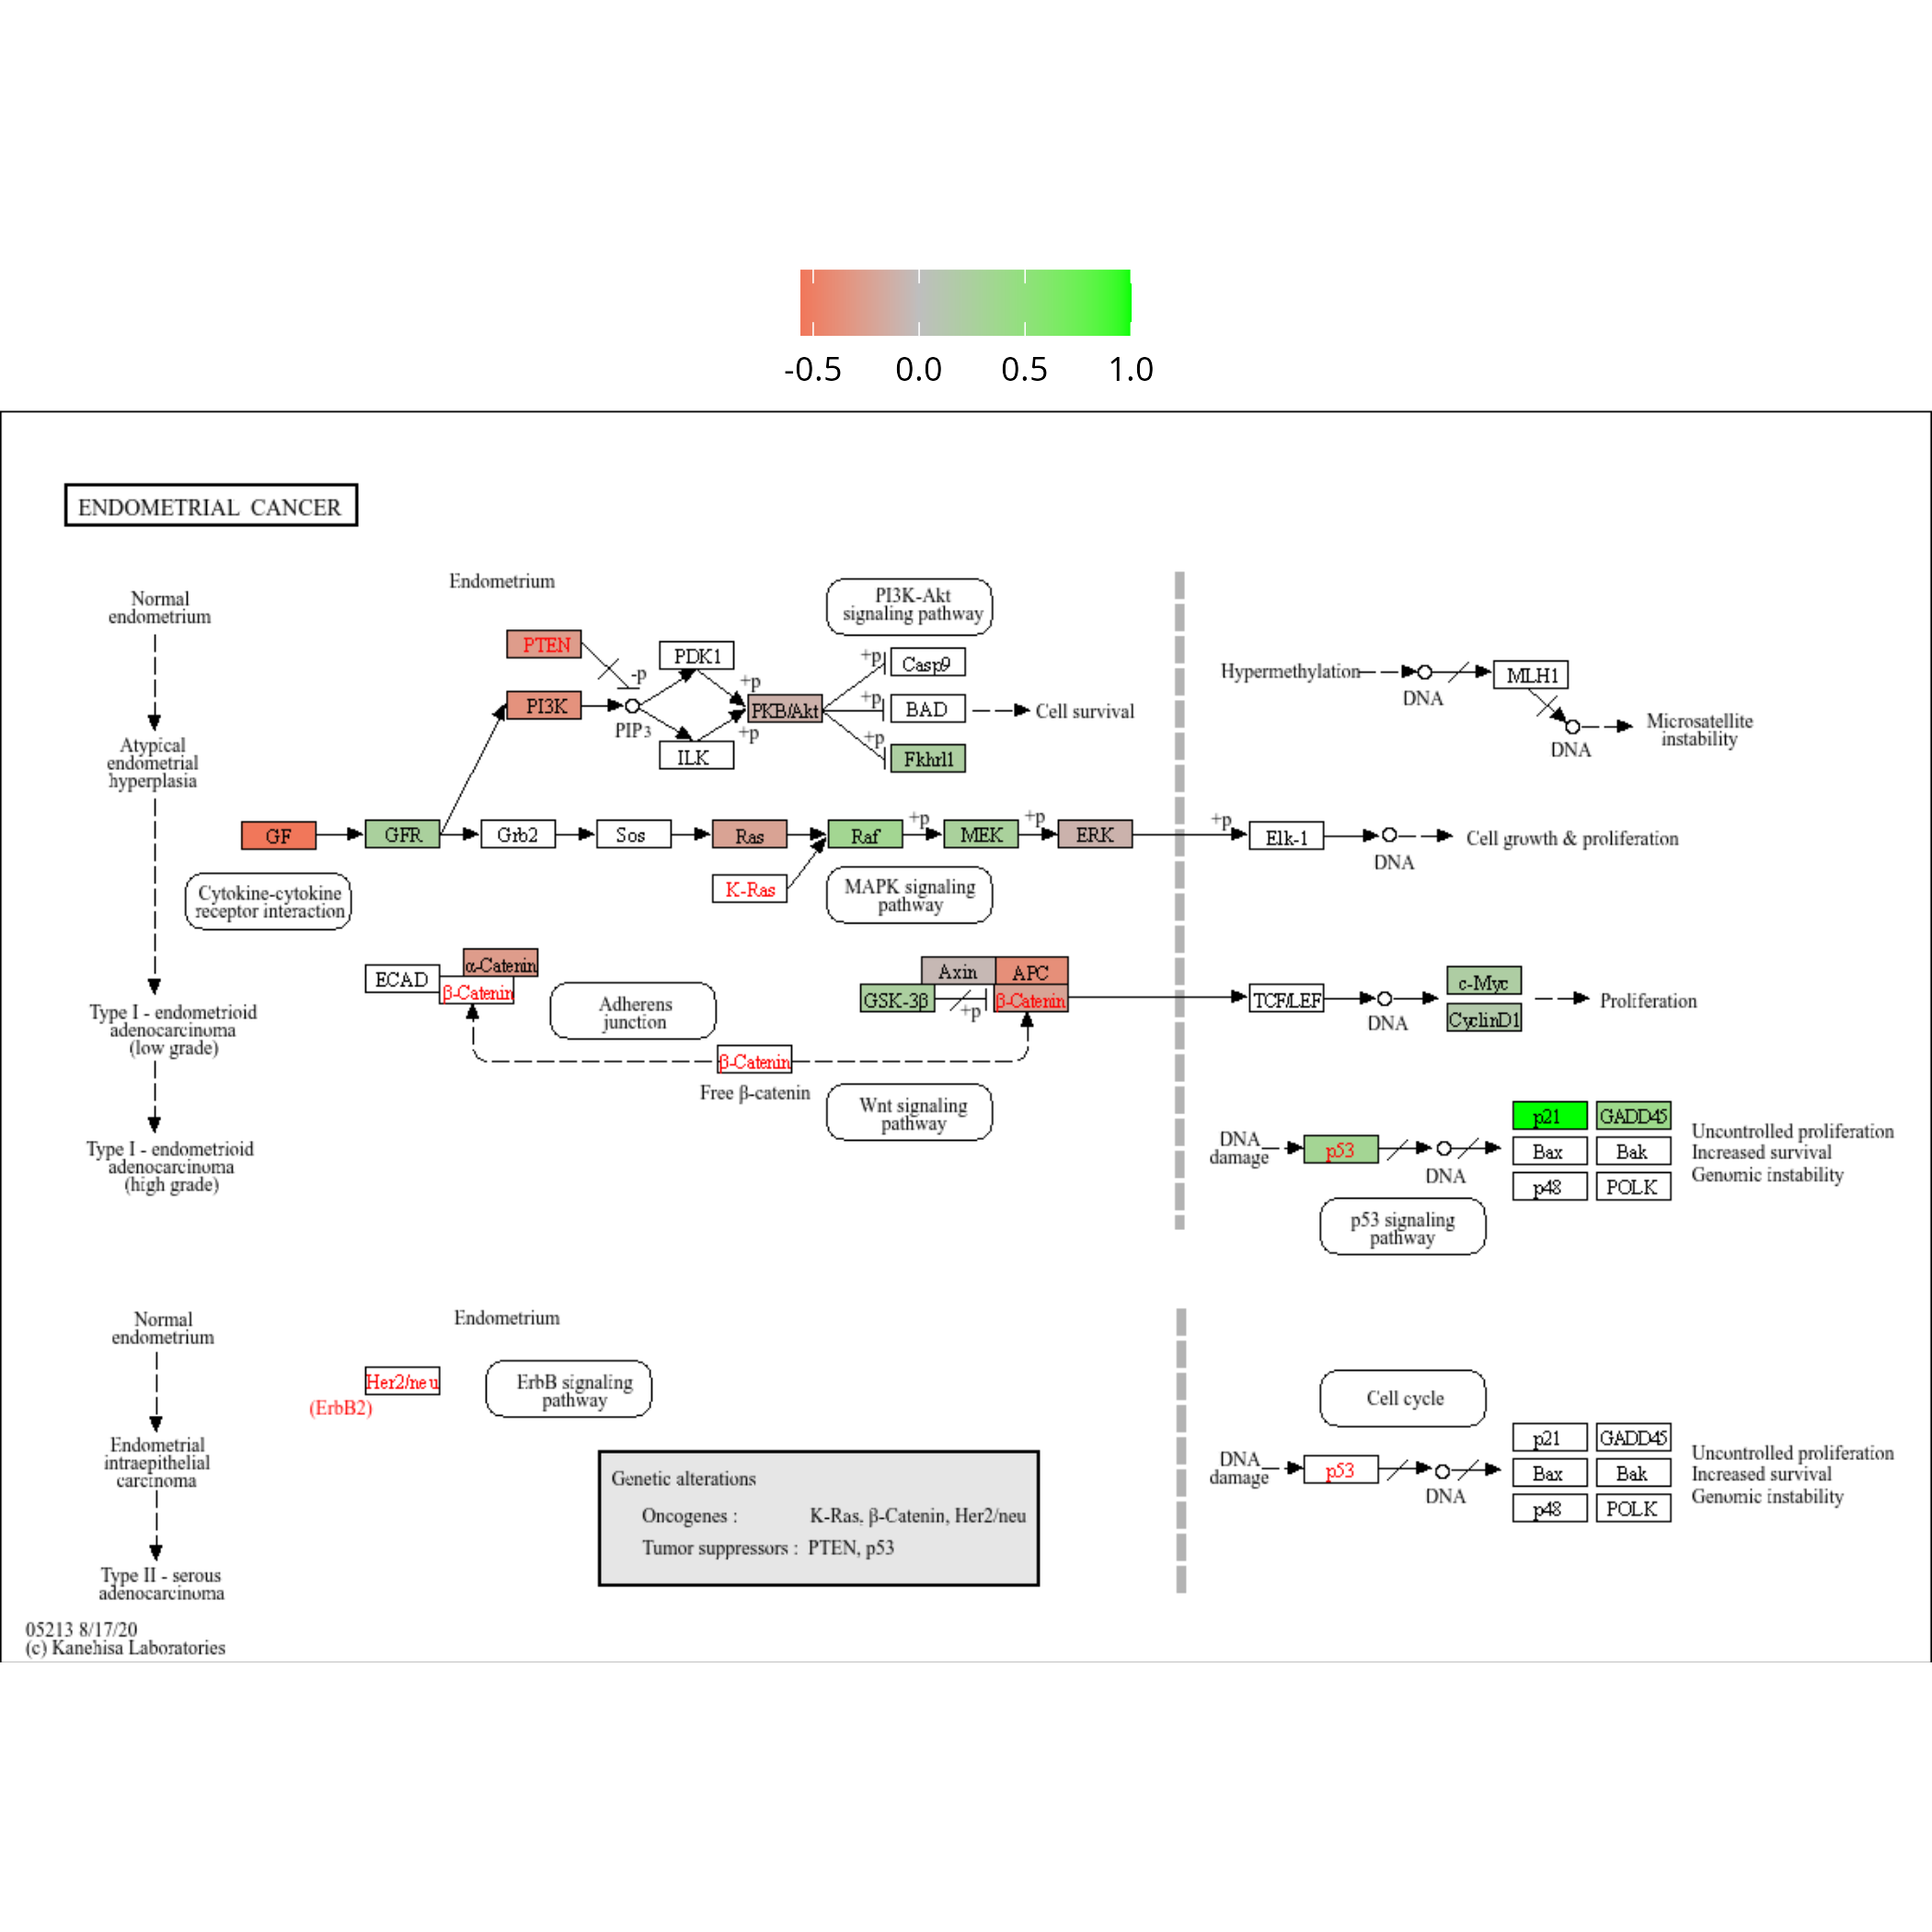 -0.5 0.0 0.5 1.0
ENDOMETRIAL CANCER
Normal
endometrium
Atypical
endometrial
hyperplasia
Type I - endometrioid
adenocarcinoma
(low grade)
Type I - endometrioid
adenocarcinoma
(high grade)
Endometrium
PTEN
-p
PI3K
PIP3
PDK1
ILK
+p
+p
PKB/Akt
PI3K-Akt
signaling pathway
+p
Casp9
+p
BAD
+p
Fkhrl1
Cell survival
Hypermethylation
DNA
MLH1
DNA
Microsatellite
instability
GF
GFR
Grb2
Sos
Ras
K-Ras
Raf
+p
MEK
+p
ERK
+p
Elk-1
DNA
Cell growth & proliferation
Cytokine-cytokine
receptor interaction
MAPK signaling
pathway
ECAD
α-Catenin
β-Catenin
Adherens
junction
Axin
APC
GSK-3β
+p
β-Catenin
β-Catenin
Free β-catenin
Wnt signaling
pathway
TCF/LEF
DNA
c-Myc
CyclinD1
Proliferation
DNA
damage
p53
DNA
p21
GADD45
Bax
Bak
p48
POLK
Uncontrolled proliferation
Increased survival
Genomic instability
p53 signaling
pathway
Normal
endometrium
Endometrial
intraepithelial
carcinoma
Type II - serous
adenocarcinoma
Endometrium
Her2/neu
(ErbB2)
ErbB signaling
pathway
Genetic alterations
Oncogenes : K-Ras, β-Catenin, Her2/neu
Tumor suppressors : PTEN, p53
Cell cycle
DNA
damage
p53
DNA
p21
GADD45
Bax
Bak
p48
POLK
Uncontrolled proliferation
Increased survival
Genomic instability
05213 8/17/20
(c) Kanehisa Laboratories